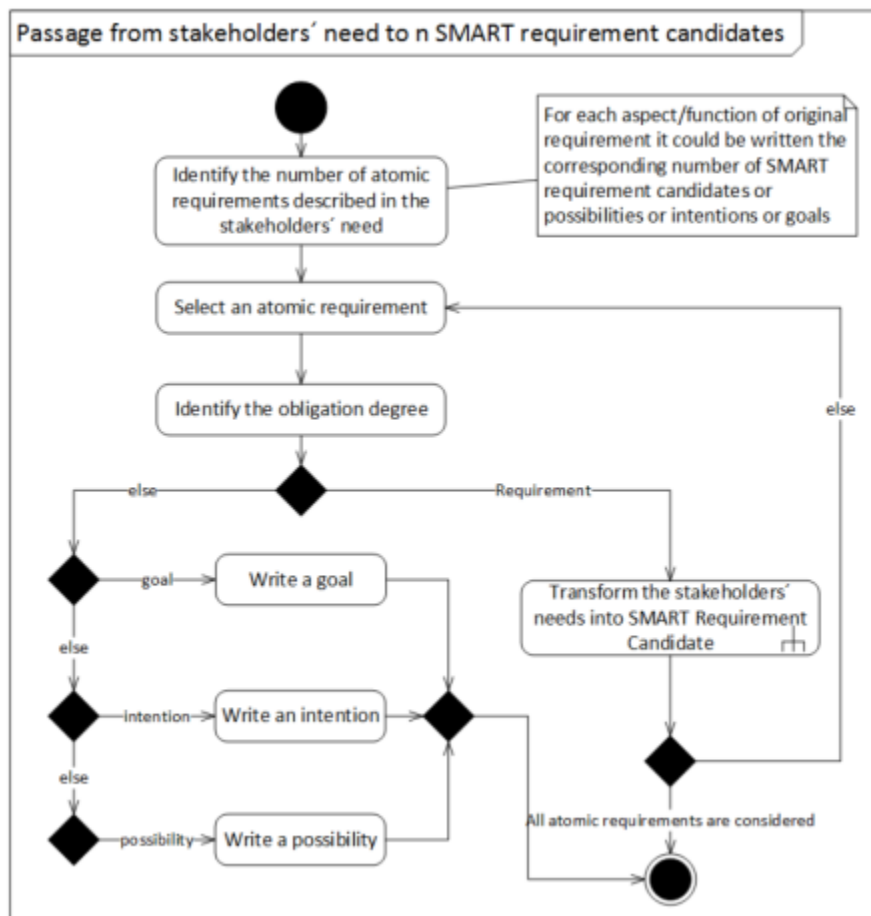 Passage from stakeholders´ need to n SMART requirement candidates
For each aspect/function of original
requirement it could be written the
corresponding number of SMART
requirement candidates or
possibilities or intentions or goals
Identify the number of atomic
requirements described in the
stakeholders´ need
Select an atomic requirement
Identify the obligation degree
else
else
Requirement
goal
Write a goal
Transform the stakeholders´
needs into SMART Requirement
Candidate
else
intention
Write an intention
else
possibility
Write a possibility
All atomic requirements are considered